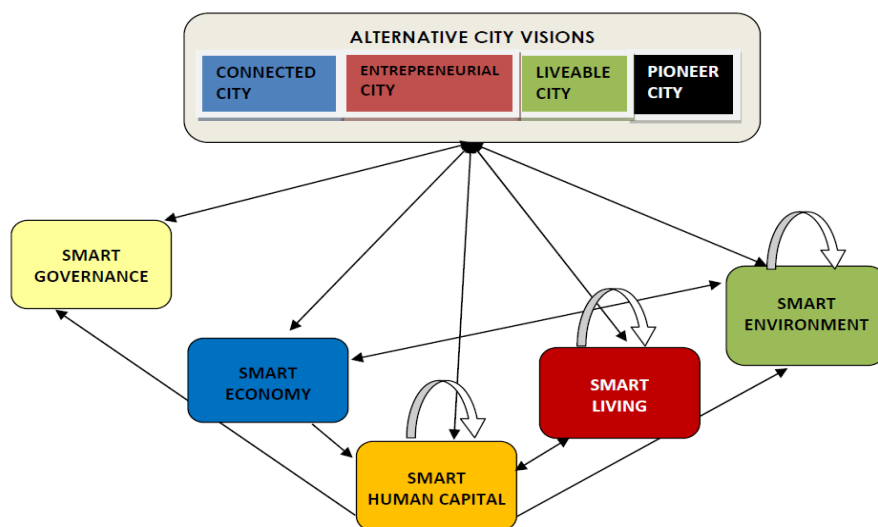 ALTERNATIVE CITY VISIONS
CONNECTED
CITY
ENTREPRENEURIAL
CITY
LIVEABLE
CITY
PIONEER
CITY
SMART
GOVERNANCE
SMART
ENVIRONMENT
SMART
ECONOMY
SMART
LIVING
SMART
HUMAN CAPITAL